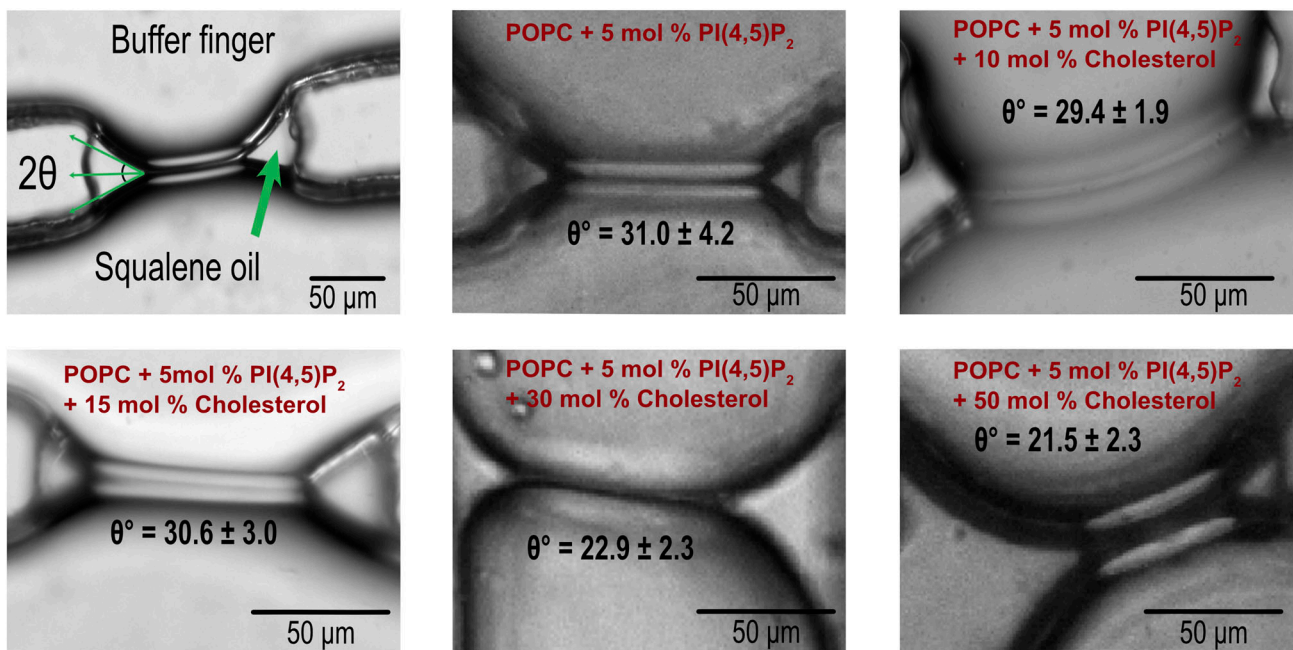 Buffer finger
2θ
Squalene oil
50 µm
POPC + 5 mol % PI(4,5)P₂
θ° = 31.0 ± 4.2
50 µm
POPC + 5 mol % PI(4,5)P₂
+ 10 mol % Cholesterol
θ° = 29.4 ± 1.9
50 µm
POPC + 5mol % PI(4,5)P₂
+ 15 mol % Cholesterol
θ° = 30.6 ± 3.0
50 µm
POPC + 5 mol % PI(4,5)P₂
+ 30 mol % Cholesterol
θ° = 22.9 ± 2.3
50 µm
POPC + 5 mol % PI(4,5)P₂
+ 50 mol % Cholesterol
θ° = 21.5 ± 2.3
50 µm